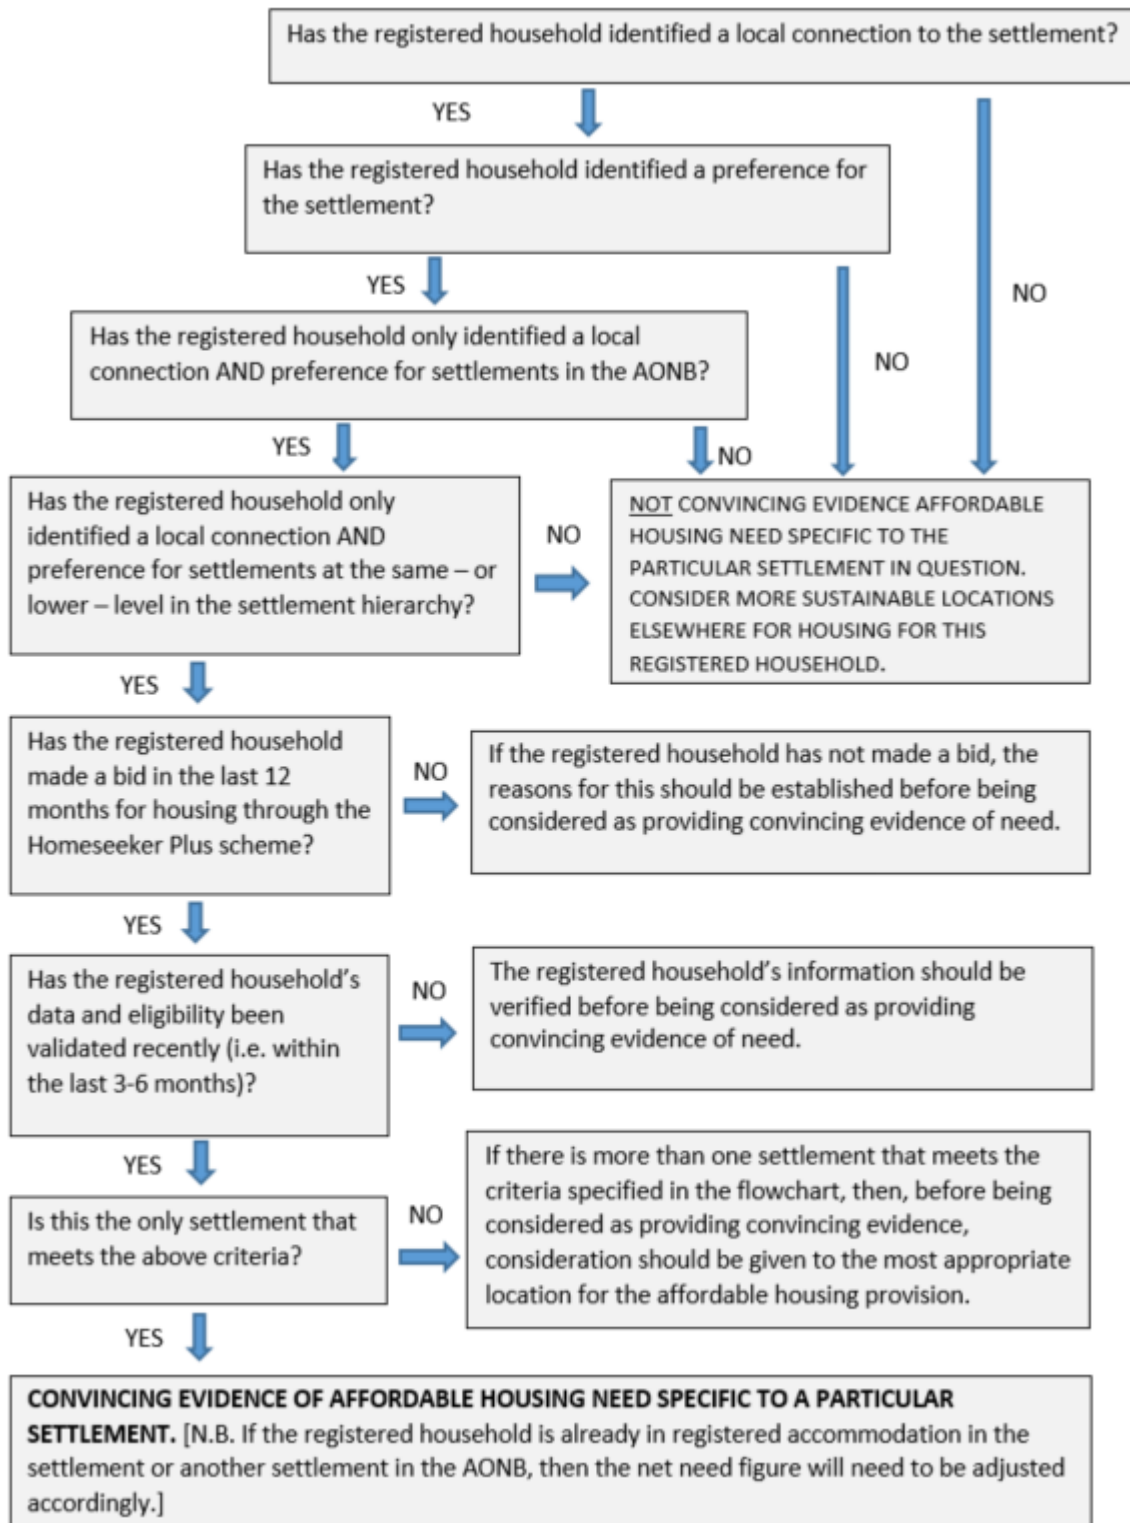 Has the registered household identified a local connection to the settlement?
YES
Has the registered household identified a preference for
the settlement?
NO
YES
Has the registered household only identified a local
connection AND preference for settlements in the AONB?
NO
YES
NO
Has the registered household only
identified a local connection AND
preference for settlements at the same – or
lower – level in the settlement hierarchy?
NO
NOT CONVINCING EVIDENCE AFFORDABLE
HOUSING NEED SPECIFIC TO THE
PARTICULAR SETTLEMENT IN QUESTION.
CONSIDER MORE SUSTAINABLE LOCATIONS
ELSEWHERE FOR HOUSING FOR THIS
REGISTERED HOUSEHOLD.
YES
Has the registered household
made a bid in the last 12
months for housing through the
Homeseeker Plus scheme?
NO
If the registered household has not made a bid, the
reasons for this should be established before being
considered as providing convincing evidence of need.
YES
Has the registered household's
data and eligibility been
validated recently (i.e. within
the last 3-6 months)?
NO
The registered household's information should be
verified before being considered as providing
convincing evidence of need.
YES
Is this the only settlement that
meets the above criteria?
NO
If there is more than one settlement that meets the
criteria specified in the flowchart, then, before being
considered as providing convincing evidence,
consideration should be given to the most appropriate
location for the affordable housing provision.
YES
CONVINCING EVIDENCE OF AFFORDABLE HOUSING NEED SPECIFIC TO A PARTICULAR
SETTLEMENT. [N.B. If the registered household is already in registered accommodation in the
settlement or another settlement in the AONB, then the net need figure will need to be adjusted
accordingly.]